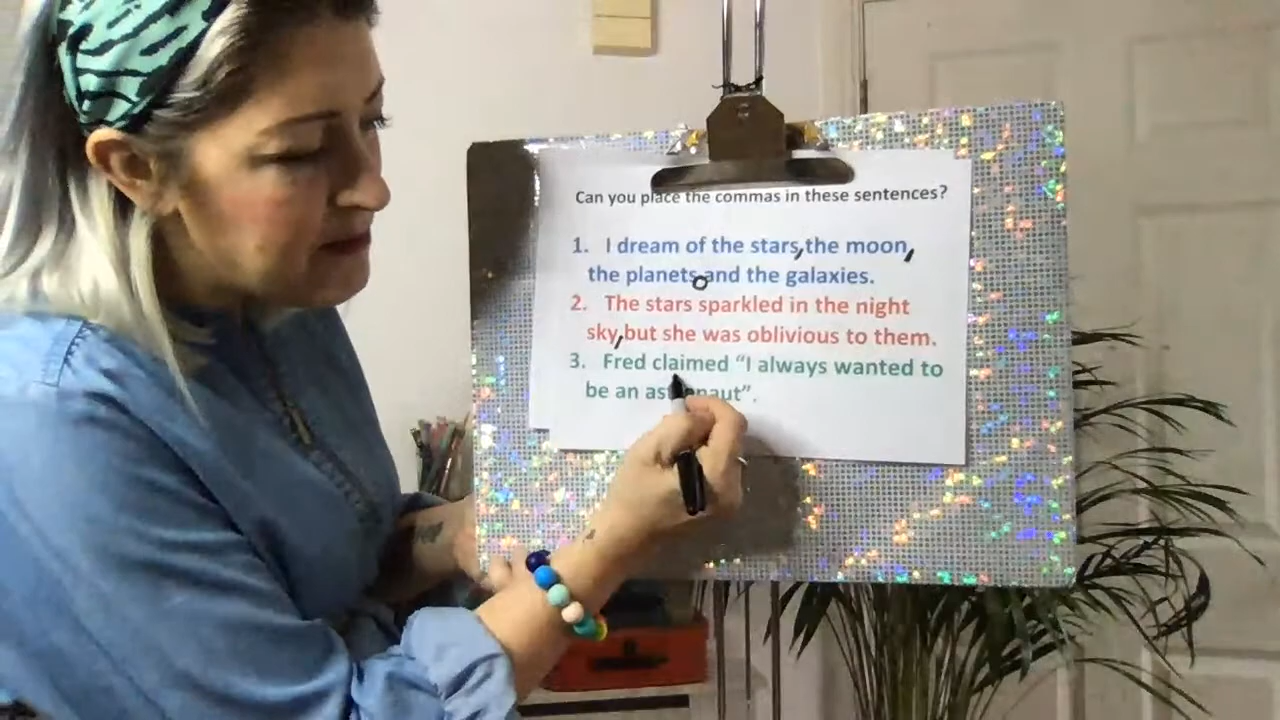 Can you place the commas in these sentences?
1. I dream of the stars, the moon,
the planets and the galaxies.
2. The stars sparkled in the night
sky, but she was oblivious to them.
3. Fred claimed “I always wanted to
be an astronaut”.